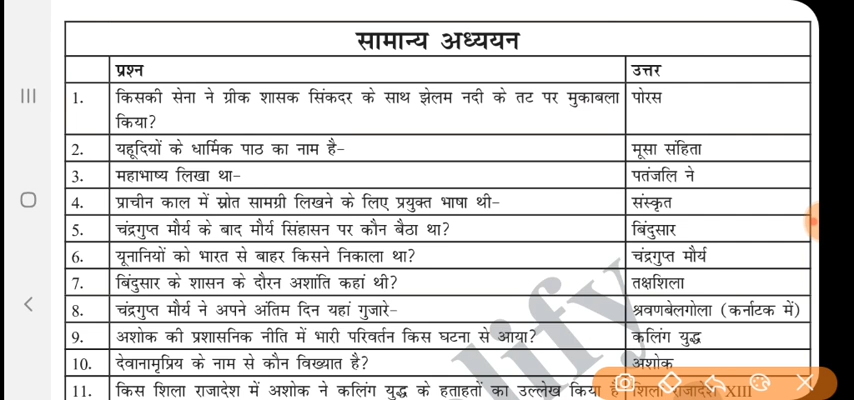 सामान्य अध्ययन
प्रश्न उत्तर
1. किसकी सेना ने ग्रीक शासक सिंकदर के साथ झेलम नदी के तट पर मुकाबला पोरस
किया?
2. यहूदियों के धार्मिक पाठ का नाम है- मूसा संहिता
3. महाभाष्य लिखा था- पतंजलि ने
4. प्राचीन काल में स्रोत सामग्री लिखने के लिए प्रयुक्त भाषा थी- संस्कृत
5. चंद्रगुप्त मौर्य के बाद मौर्य सिंहासन पर कौन बैठा था? बिंदुसार
6. यूनानियों को भारत से बाहर किसने निकाला था? चंद्रगुप्त मौर्य
7. बिंदुसार के शासन के दौरन अशांति कहां थी? तक्षशिला
8. चंद्रगुप्त मौर्य ने अपने अंतिम दिन यहां गुजारे- श्रवणबेलगोला (कर्नाटक में)
9. अशोक की प्रशासनिक नीति में भारी परिवर्तन किस घटना से आया? कलिंग युद्ध
10. देवानामप्रिय के नाम से कौन विख्यात है? अशोक
11. किस शिला राजादेश में अशोक ने कलिंग युद्ध के हताहतों का उल्लेख किया है शिला राजादेश XIII